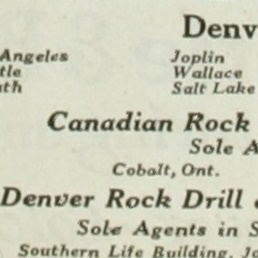 Denv
Angeles Joplin
tle Wallace
th Salt Lake
Canadian Rock
Sole A
Cobalt, Ont.
Denver Rock Drill
Sole Agents in S
Southern Life Building, Jo